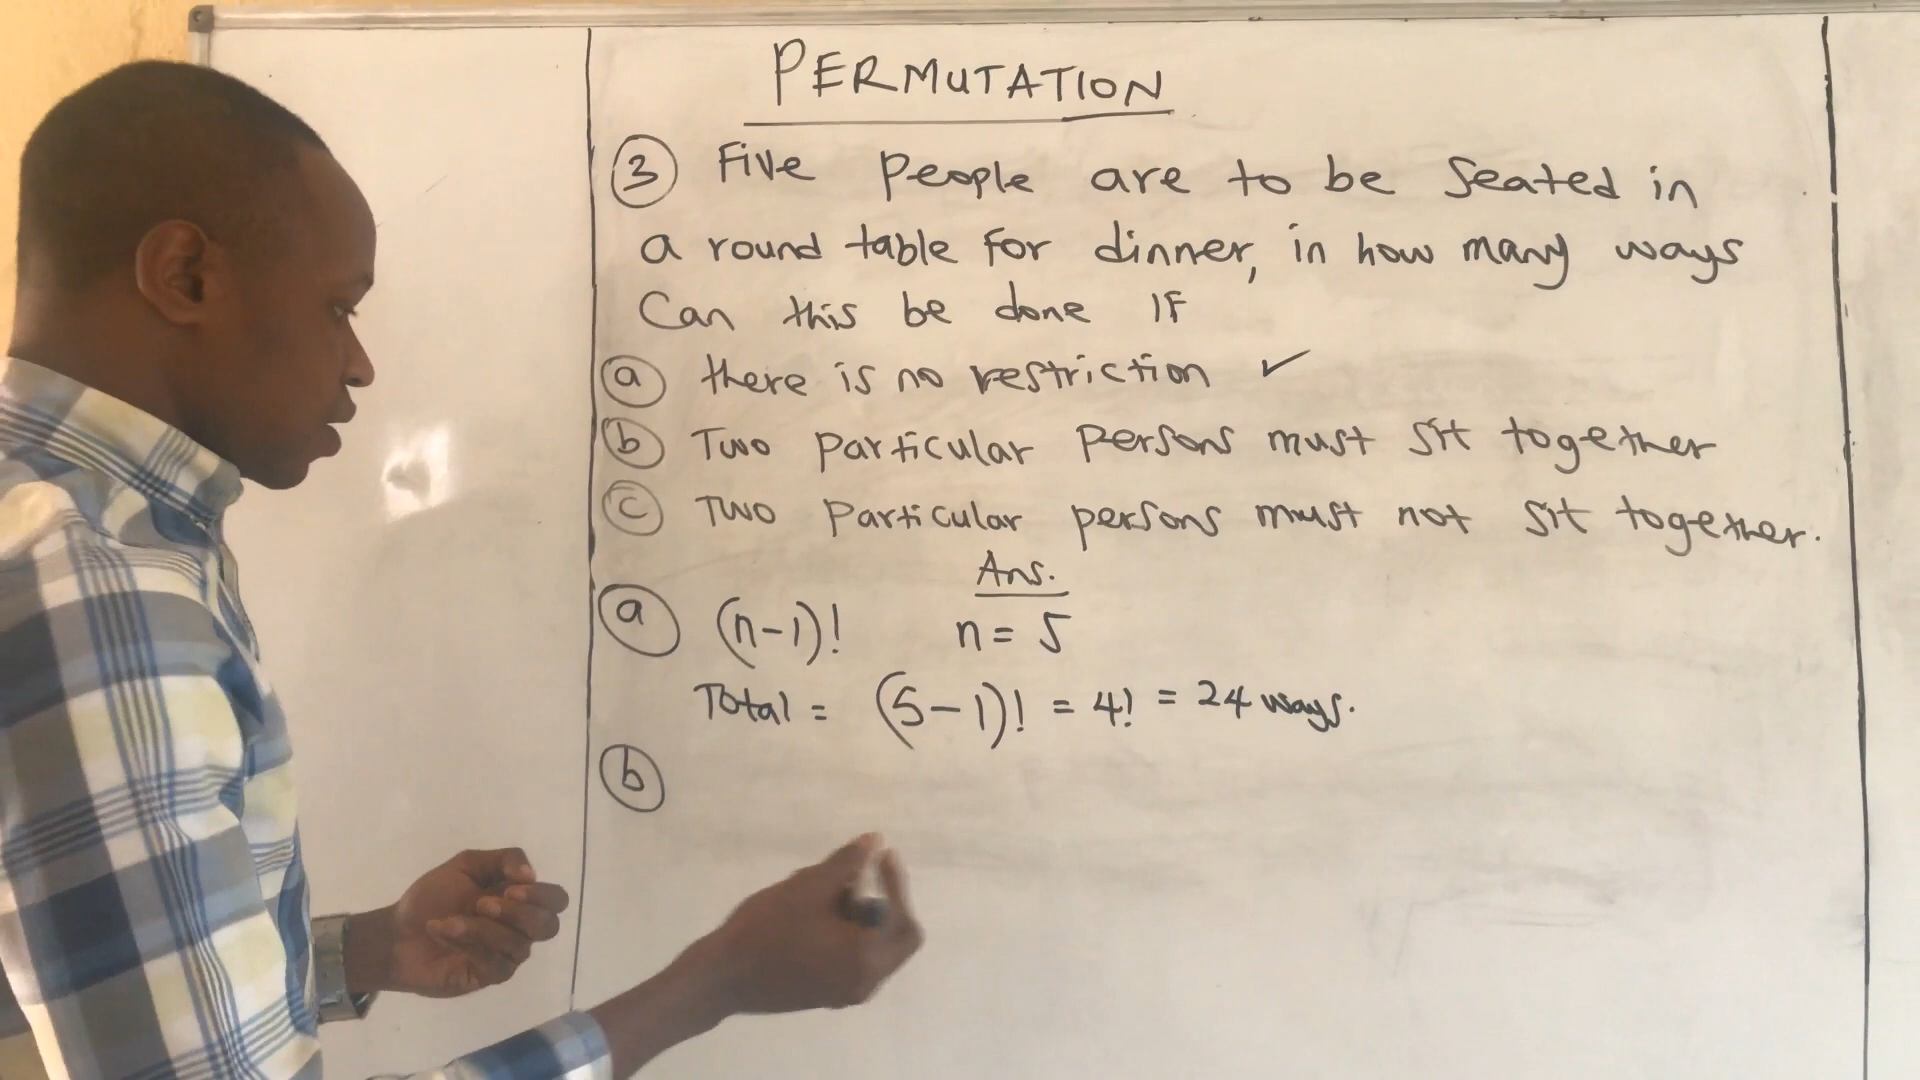 PERMUTATION
3 Five people are to be seated in
a round table for dinner, in how many ways
Can this be done IF
a there is no restriction ✓
b Two particular persons must sit together
c Two particular persons must not sit together.
Ans.
a (n-1)! n = 5
Total = (5-1)! = 4! = 24 ways.
b